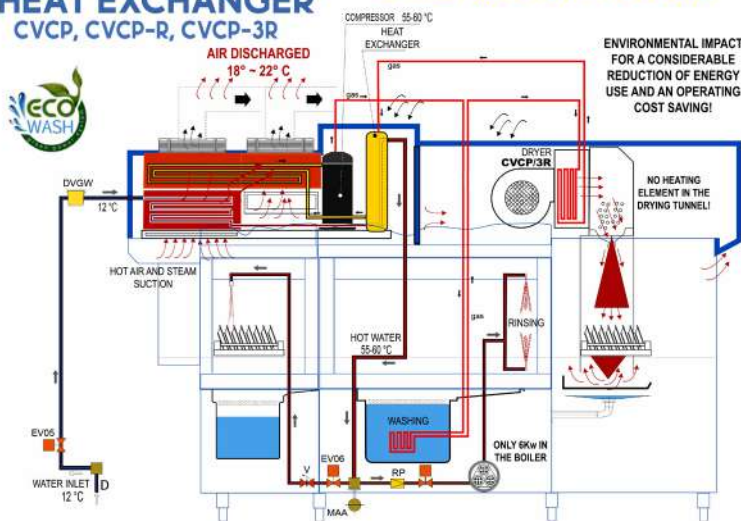 HEAT EXCHANGER
CVCP, CVCP-R, CVCP-3R
ECO
WASH
AIR DISCHARGED
18° ~ 22° C
COMPRESSOR 55-60 °C
HEAT
EXCHANGER
gas
gas
ENVIRONMENTAL IMPACT
FOR A CONSIDERABLE
REDUCTION OF ENERGY
USE AND AN OPERATING
COST SAVING!
DRYER
CVCP/3R
NO HEATING
ELEMENT IN THE
DRYING TUNNEL!
DVGW
12 °C
HOT AIR AND STEAM
SUCTION
gas
HOT WATER
55-60 °C
RINSING
WASHING
ONLY 6Kw IN
THE BOILER
EV05
WATER INLET
12 °C
D
V
EV06
RP
MAA